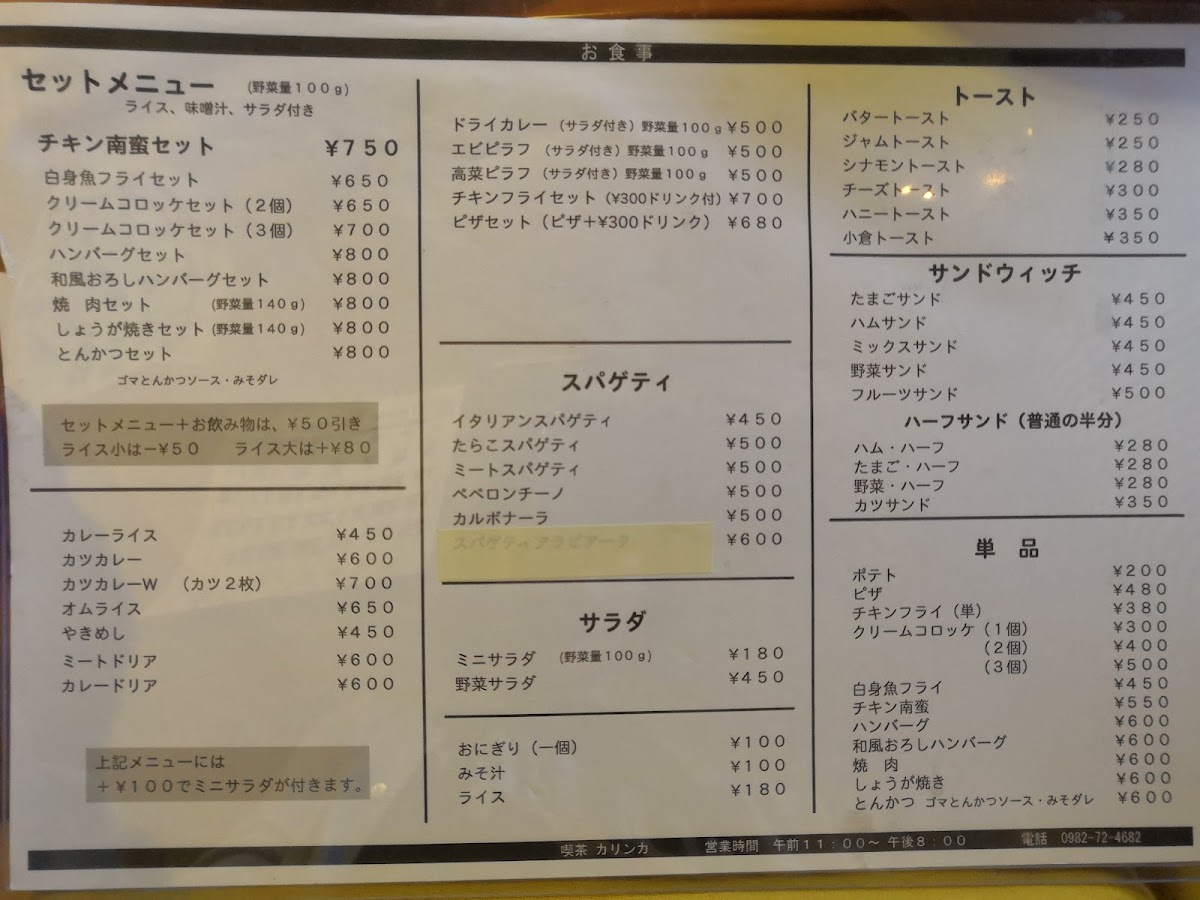 お食事
セットメニュー （野菜量１００ｇ）
ライス、味噌汁、サラダ付き
チキン南蛮セット ¥７５０
白身魚フライセット ¥６５０
クリームコロッケセット（２個） ¥６５０
クリームコロッケセット（３個） ¥７００
ハンバーグセット ¥８００
和風おろしハンバーグセット ¥８００
焼　肉セット （野菜量１４０ｇ） ¥８００
しょうが焼きセット （野菜量１４０ｇ） ¥８００
とんかつセット ¥８００
ゴマとんかつソース・みそダレ
セットメニュー＋お飲み物は、¥５０引き
ライス小は－¥５０　ライス大は＋¥８０
カレーライス ¥４５０
カツカレー ¥６００
カツカレーW （カツ２枚） ¥７００
オムライス ¥６５０
やきめし ¥４５０
ミートドリア ¥６００
カレードリア ¥６００
上記メニューには
＋¥１００でミニサラダが付きます。
ドライカレー （サラダ付き）野菜量１００ｇ ¥５００
エビピラフ （サラダ付き）野菜量１００ｇ ¥５００
高菜ピラフ （サラダ付き）野菜量１００ｇ ¥５００
チキンフライセット（¥300ドリンク付） ¥７００
ピザセット（ピザ＋¥300ドリンク） ¥６８０
スパゲティ
イタリアンスパゲティ ¥４５０
たらこスパゲティ ¥５００
ミートスパゲティ ¥５００
ペペロンチーノ ¥５００
カルボナーラ ¥５００
スパゲティアラビアータ ¥６００
サラダ
ミニサラダ （野菜量１００ｇ） ¥１８０
野菜サラダ ¥４５０
おにぎり（一個） ¥１００
みそ汁 ¥１００
ライス ¥１８０
トースト
バタートースト ¥２５０
ジャムトースト ¥２５０
シナモントースト ¥２８０
チーズトースト ¥３００
ハニートースト ¥３５０
小倉トースト ¥３５０
サンドウィッチ
たまごサンド ¥４５０
ハムサンド ¥４５０
ミックスサンド ¥４５０
野菜サンド ¥４５０
フルーツサンド ¥５００
ハーフサンド（普通の半分）
ハム・ハーフ ¥２８０
たまご・ハーフ ¥２８０
野菜・ハーフ ¥２８０
カツサンド ¥３５０
単　品
ポテト ¥２００
ピザ ¥４８０
チキンフライ（単） ¥３８０
クリームコロッケ（１個） ¥３００
（２個） ¥４００
（３個） ¥５００
白身魚フライ ¥４５０
チキン南蛮 ¥５５０
ハンバーグ ¥６００
和風おろしハンバーグ ¥６００
焼　肉 ¥６００
しょうが焼き ¥６００
とんかつ ゴマとんかつソース・みそダレ ¥６００
喫茶 カリンカ　営業時間　午前１１：００～ 午後８：００　電話　0982-72-4682